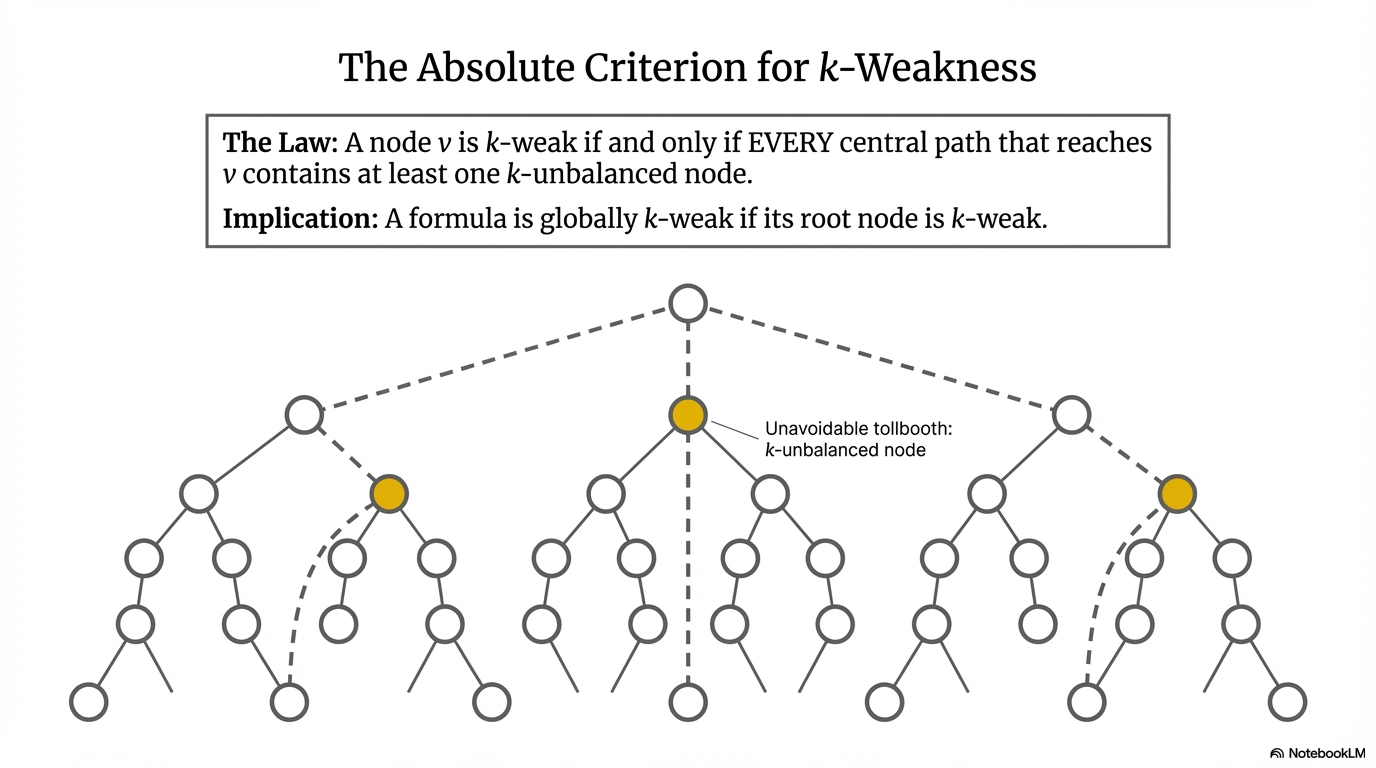 The Absolute Criterion for k-Weakness
The Law: A node v is k-weak if and only if EVERY central path that reaches
v contains at least one k-unbalanced node.
Implication: A formula is globally k-weak if its root node is k-weak.
Unavoidable tollbooth:
k-unbalanced node
NotebookLM